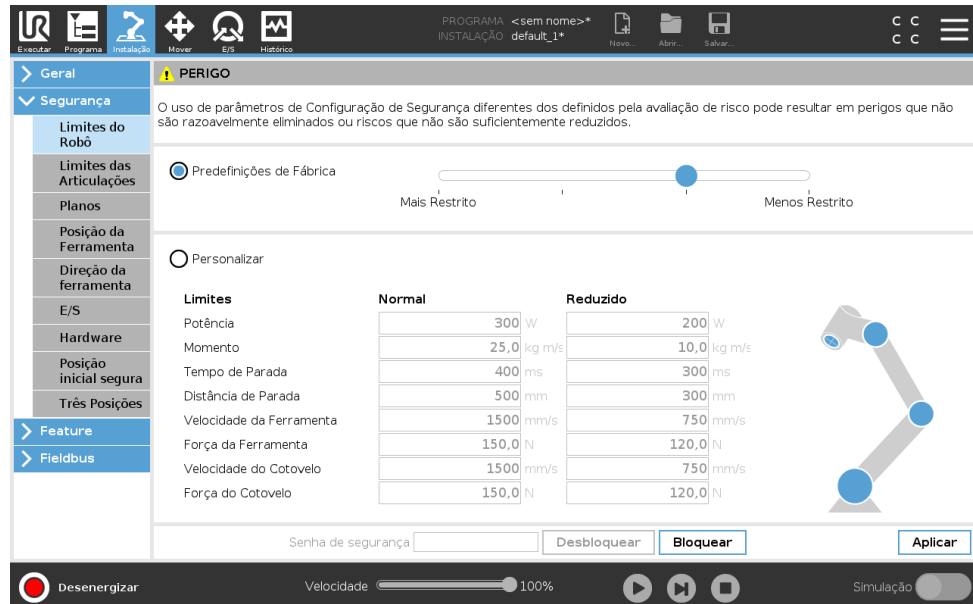 UR
Executar Programa Instalação Mover E/S Histórico
PROGRAMA <sem nome>*
INSTALAÇÃO default_1*
Novo... Abrir... Salvar...
C C
C C
Geral
Segurança
Limites do
Robô
Limites das
Articulações
Planos
Posição da
Ferramenta
Direção da
ferramenta
E/S
Hardware
Posição
inicial segura
Três Posições
Feature
Fieldbus
PERIGO
O uso de parâmetros de Configuração de Segurança diferentes dos definidos pela avaliação de risco pode resultar em perigos que não
são razoavelmente eliminados ou riscos que não são suficientemente reduzidos.
Predefinições de Fábrica
Mais Restrito Menos Restrito
Personalizar
Limites Normal Reduzido
Potência 300 W 200 W
Momento 25,0 kg m/s 10,0 kg m/s
Tempo de Parada 400 ms 300 ms
Distância de Parada 500 mm 300 mm
Velocidade da Ferramenta 1500 mm/s 750 mm/s
Força da Ferramenta 150,0 N 120,0 N
Velocidade do Cotovelo 1500 mm/s 750 mm/s
Força do Cotovelo 150,0 N 120,0 N
Senha de segurança Desbloquear Bloquear Aplicar
Desenergizar Velocidade 100% Simulação